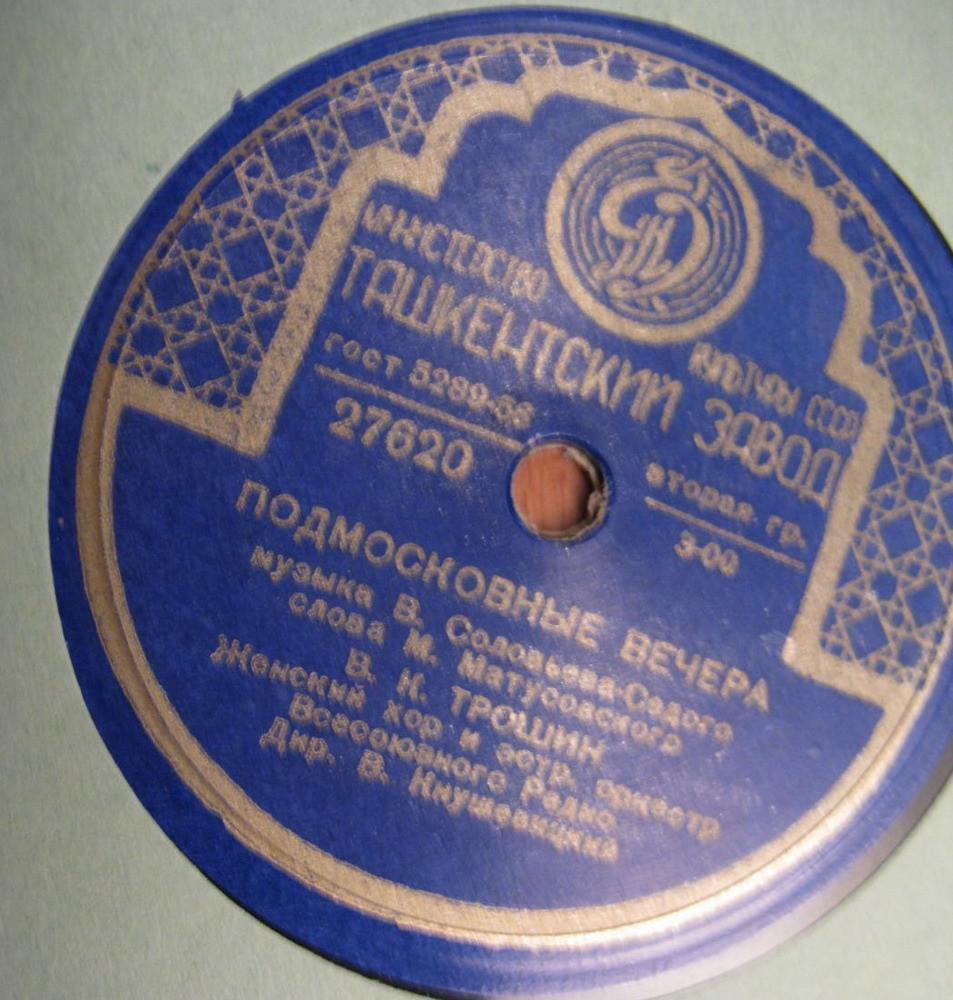 МИНИСТЕРСТВО КУЛЬТУРЫ СССР
ТАШКЕНТСКИЙ ЗАВОД
гост 5289-56 вторая гр.
27620 3-00
ПОДМОСКОВНЫЕ ВЕЧЕРА
музыка В. Соловьева-Седого
слова М. Матусовского
В. К. ТРОШИН
Женский хор и эстр. оркестр
Всесоюзного Радио
Дир. В. Кнушевицкий